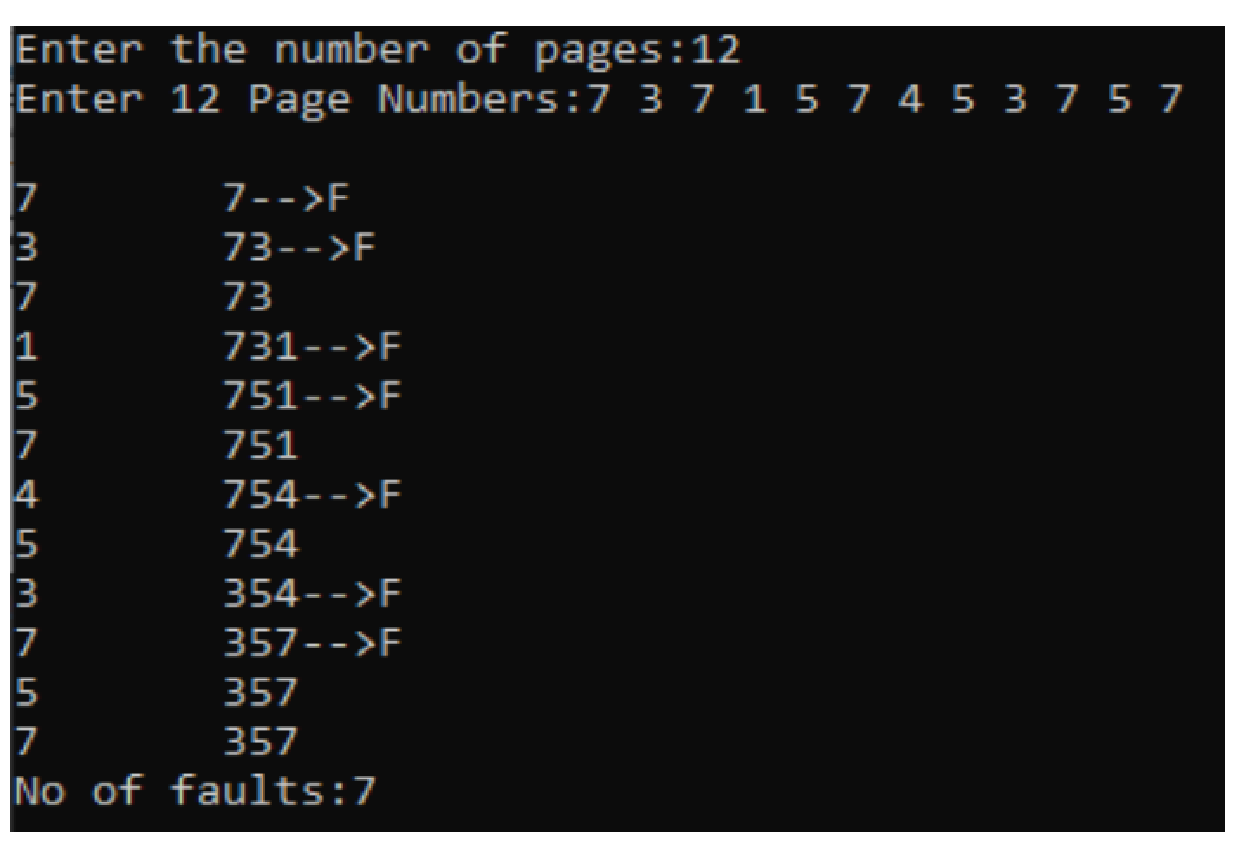 Enter the number of pages:12
Enter 12 Page Numbers:7 3 7 1 5 7 4 5 3 7 5 7
7 7-->F
3 73-->F
7 73
1 731-->F
5 751-->F
7 751
4 754-->F
5 754
3 354-->F
7 357-->F
5 357
7 357
No of faults:7